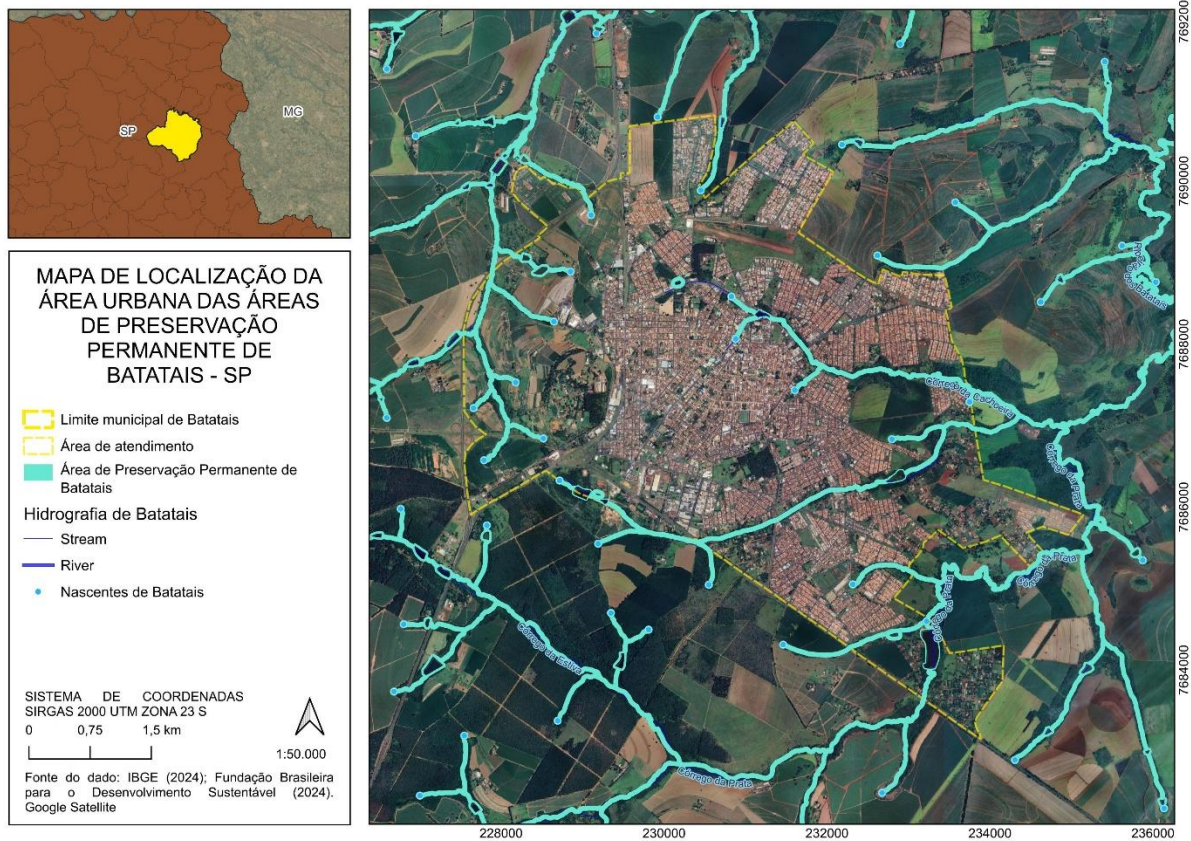 SP
MG
MAPA DE LOCALIZAÇÃO DA
ÁREA URBANA DAS ÁREAS
DE PRESERVAÇÃO
PERMANENTE DE
BATATAIS - SP
Limite municipal de Batatais
Área de atendimento
Área de Preservação Permanente de
Batatais
Hidrografia de Batatais
Stream
River
Nascentes de Batatais
SISTEMA DE COORDENADAS
SIRGAS 2000 UTM ZONA 23 S
0 0,75 1,5 km
1:50.000
Fonte do dado: IBGE (2024); Fundação Brasileira
para o Desenvolvimento Sustentável (2024).
Google Satellite
Batatais
Córrego da Cachoeira
Córrego da Prata
Córrego da Prata
Córrego da Prata
Córrego da Estiva
Córrego da Prata
7692000
7690000
7688000
7686000
7684000
228000
230000
232000
234000
236000